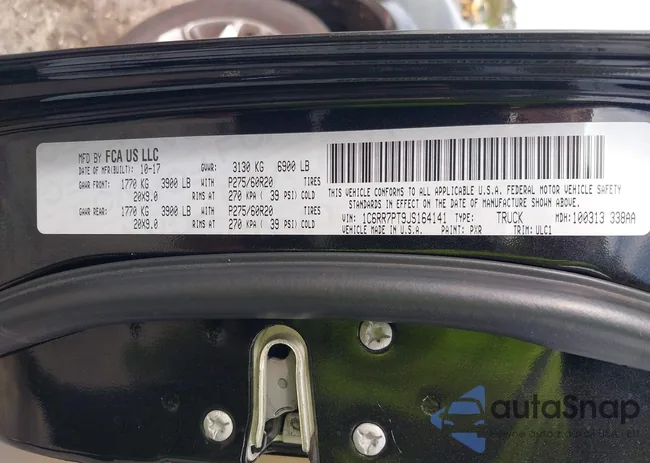 MFD BY FCA US LLC
DATE OF MFR(BUILT): 10-17 GVWR: 3130 KG 6900 LB
GAWR FRONT: 1770 KG 3900 LB WITH P275/60R20 TIRES
20X9.0 RIMS AT 270 KPA ( 39 PSI) COLD
GAWR REAR: 1770 KG 3900 LB WITH P275/60R20 TIRES
20X9.0 RIMS AT 270 KPA ( 39 PSI) COLD
THIS VEHICLE CONFORMS TO ALL APPLICABLE U.S.A. FEDERAL MOTOR VEHICLE SAFETY
STANDARDS IN EFFECT ON THE DATE OF MANUFACTURE SHOWN ABOVE.
VIN: 1C6RR7PT9JS164141 TYPE: TRUCK MDH: 100313 338AA
VEHICLE MADE IN U.S.A. PAINT: PXR TRIM: ULC1
autoSnap